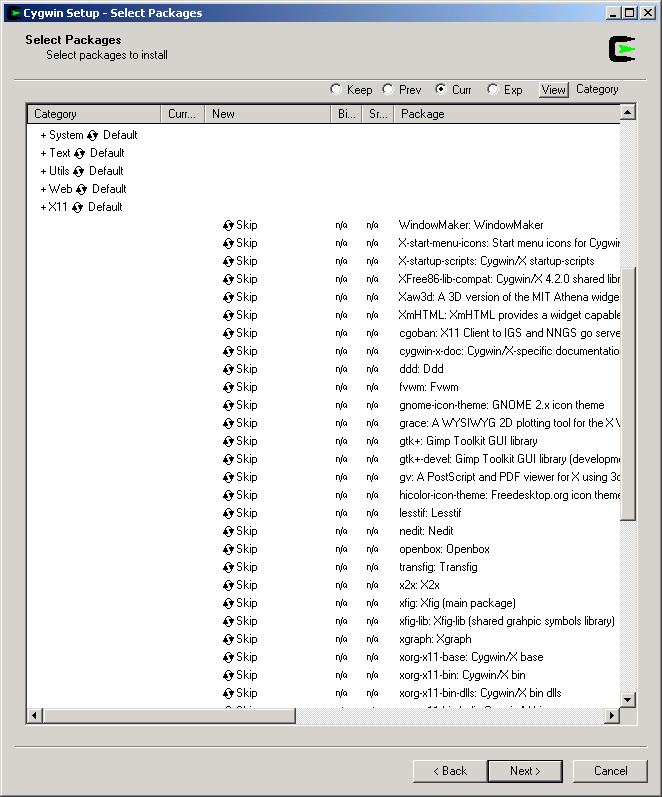 Cygwin Setup - Select Packages
Select Packages
Select packages to install
Keep Prev Curr Exp View Category
Category Curr... New Bi... Sr... Package
+ System Default
+ Text Default
+ Utils Default
+ Web Default
+ X11 Default
Skip n/a n/a WindowMaker: WindowMaker
Skip n/a n/a X-start-menu-icons: Start menu icons for Cygwin
Skip n/a n/a X-startup-scripts: Cygwin/X startup-scripts
Skip n/a n/a XFree86-lib-compat: Cygwin/X 4.2.0 shared libr
Skip n/a n/a Xaw3d: A 3D version of the MIT Athena widge
Skip n/a n/a XmHTML: XmHTML provides a widget capable
Skip n/a n/a cgoban: X11 Client to IGS and NNGS go serve
Skip n/a n/a cygwin-x-doc: Cygwin/X-specific documentatio
Skip n/a n/a ddd: Ddd
Skip n/a n/a fvwm: Fvwm
Skip n/a n/a gnome-icon-theme: GNOME 2.x icon theme
Skip n/a n/a grace: A WYSIWYG 2D plotting tool for the X
Skip n/a n/a gtk+: Gimp Toolkit GUI library
Skip n/a n/a gtk+-devel: Gimp Toolkit GUI library (developme
Skip n/a n/a gv: A PostScript and PDF viewer for X using 3d
Skip n/a n/a hicolor-icon-theme: Freedesktop.org icon theme
Skip n/a n/a lesstif: Lesstif
Skip n/a n/a nedit: Nedit
Skip n/a n/a openbox: Openbox
Skip n/a n/a transfig: Transfig
Skip n/a n/a x2x: X2x
Skip n/a n/a xfig: Xfig (main package)
Skip n/a n/a xfig-lib: Xfig-lib (shared grahpic symbols library)
Skip n/a n/a xgraph: Xgraph
Skip n/a n/a xorg-x11-base: Cygwin/X base
Skip n/a n/a xorg-x11-bin: Cygwin/X bin
Skip n/a n/a xorg-x11-bin-dlls: Cygwin/X bin dlls
< Back Next > Cancel